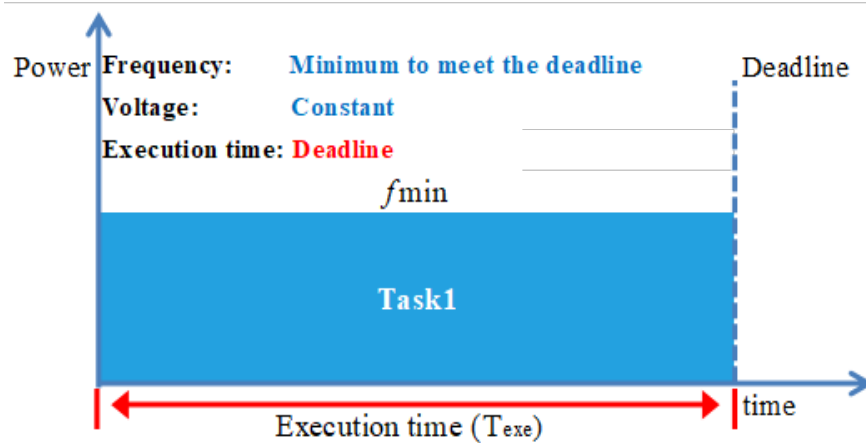 Power
Frequency: Minimum to meet the deadline
Deadline
Voltage: Constant
Execution time: Deadline
fmin
Task1
time
Execution time (Texe)